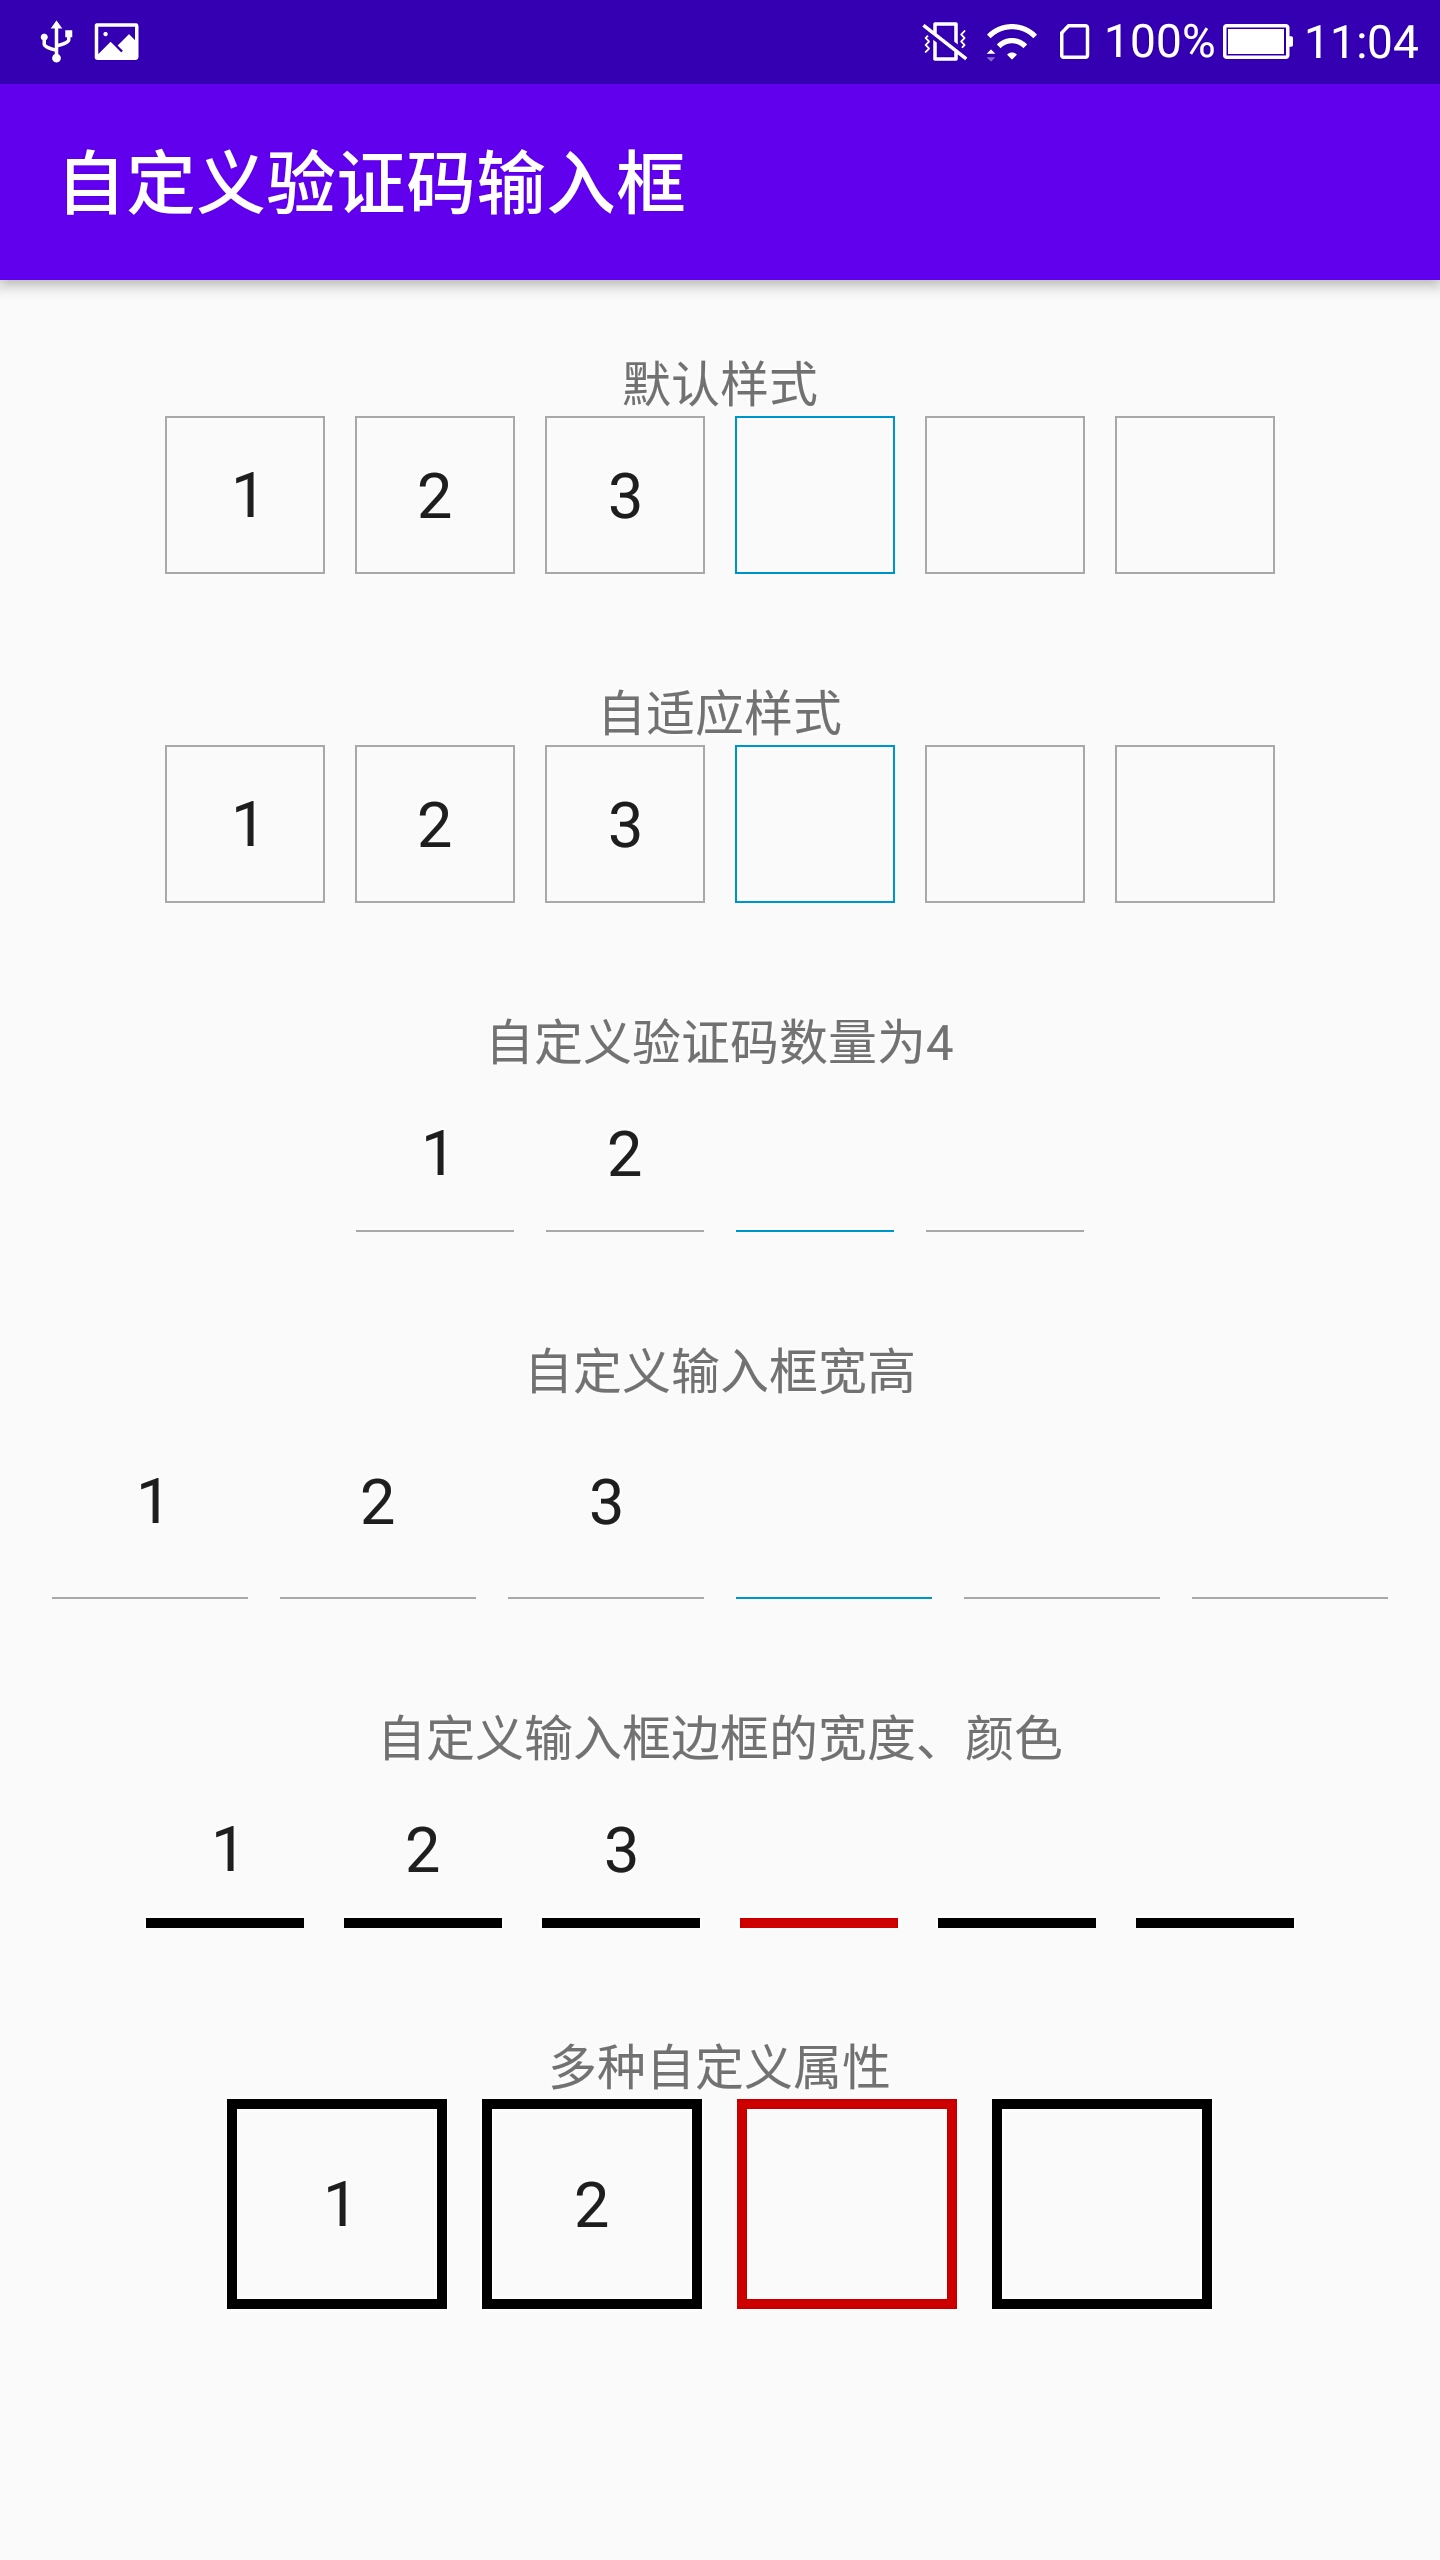 100% 11:04
自定义验证码输入框
默认样式
1 2 3
自适应样式
1 2 3
自定义验证码数量为4
1 2
自定义输入框宽高
1 2 3
自定义输入框边框的宽度、颜色
1 2 3
多种自定义属性
1 2